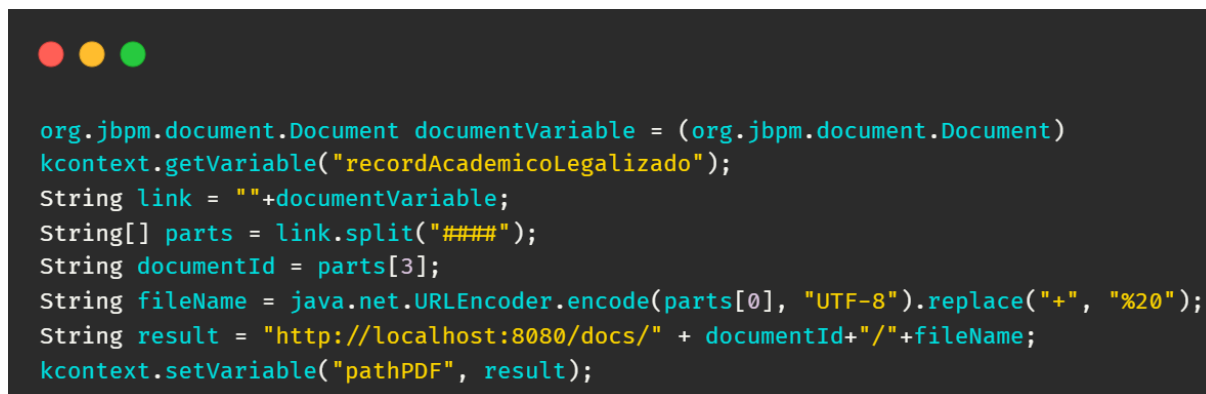 org.jbpm.document.Document documentVariable = (org.jbpm.document.Document)
kcontext.getVariable("recordAcademicoLegalizado");
String link = ""+documentVariable;
String[] parts = link.split("####");
String documentId = parts[3];
String fileName = java.net.URLEncoder.encode(parts[0], "UTF-8").replace("+", "%20");
String result = "http://localhost:8080/docs/" + documentId+"/"+fileName;
kcontext.setVariable("pathPDF", result);